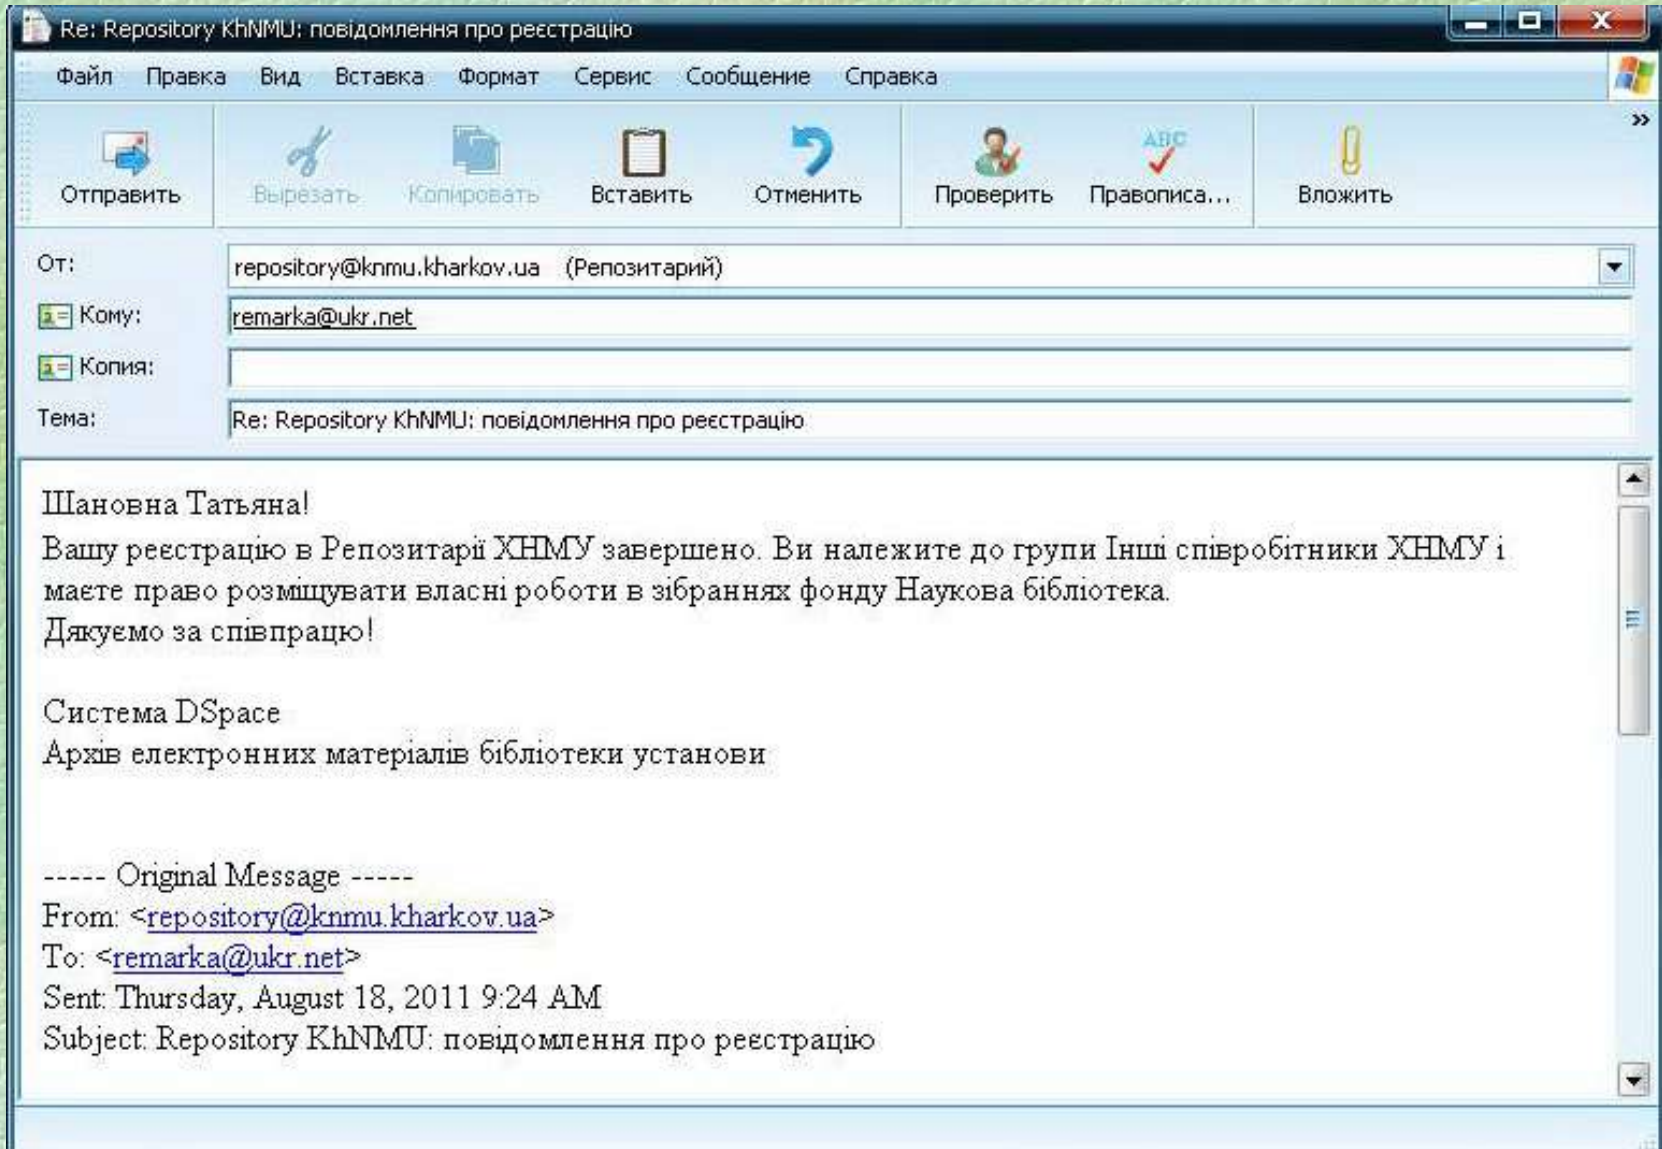 Re: Repository KhNMU: повідомлення про реєстрацію
Файл Правка Вид Вставка Формат Сервис Сообщение Справка
Отправить Вырезать Копировать Вставить Отменить Проверить Правописа... Вложить
От: repository@knmu.kharkov.ua (Репозитарий)
Кому: remarka@ukr.net
Копия:
Тема: Re: Repository KhNMU: повідомлення про реєстрацію
Шановна Татьяна!
Вашу реєстрацію в Репозитарії ХНМУ завершено. Ви належите до групи Інші співробітники ХНМУ і
маєте право розміщувати власні роботи в зібраннях фонду Наукова бібліотека.
Дякуємо за співпрацю!
Система DSpace
Архів електронних матеріалів бібліотеки установи
----- Original Message -----
From: <repository@knmu.kharkov.ua>
To: <remarka@ukr.net>
Sent: Thursday, August 18, 2011 9:24 AM
Subject: Repository KhNMU: повідомлення про реєстрацію